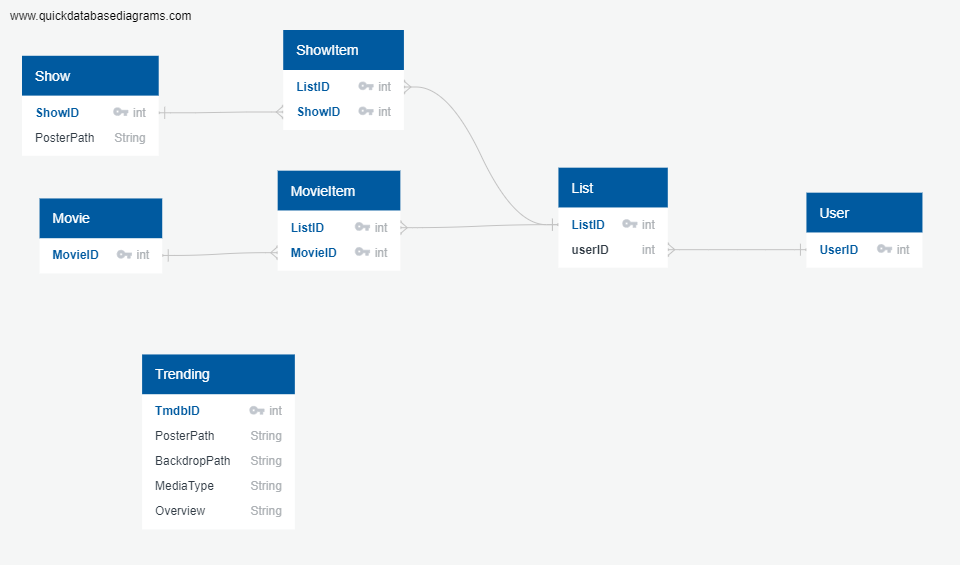 www.quickdatabasediagrams.com
Show
ShowID int
PosterPath String
ShowItem
ListID int
ShowID int
Movie
MovieID int
MovieItem
ListID int
MovieID int
List
ListID int
userID int
User
UserID int
Trending
TmdbID int
PosterPath String
BackdropPath String
MediaType String
Overview String